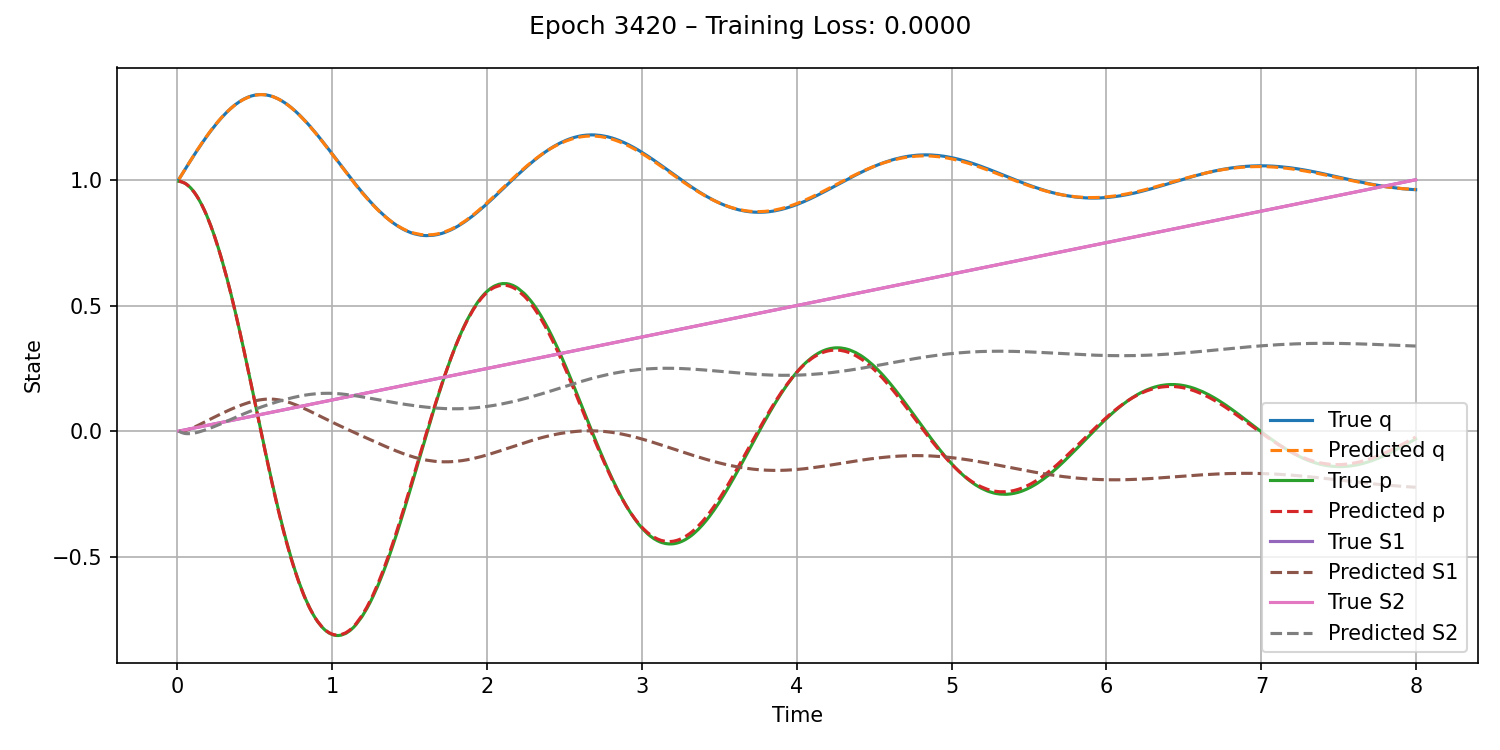 Epoch 3420 – Training Loss: 0.0000
State
1.0
0.5
0.0
−0.5
0 1 2 3 4 5 6 7 8
Time
True q
Predicted q
True p
Predicted p
True S1
Predicted S1
True S2
Predicted S2